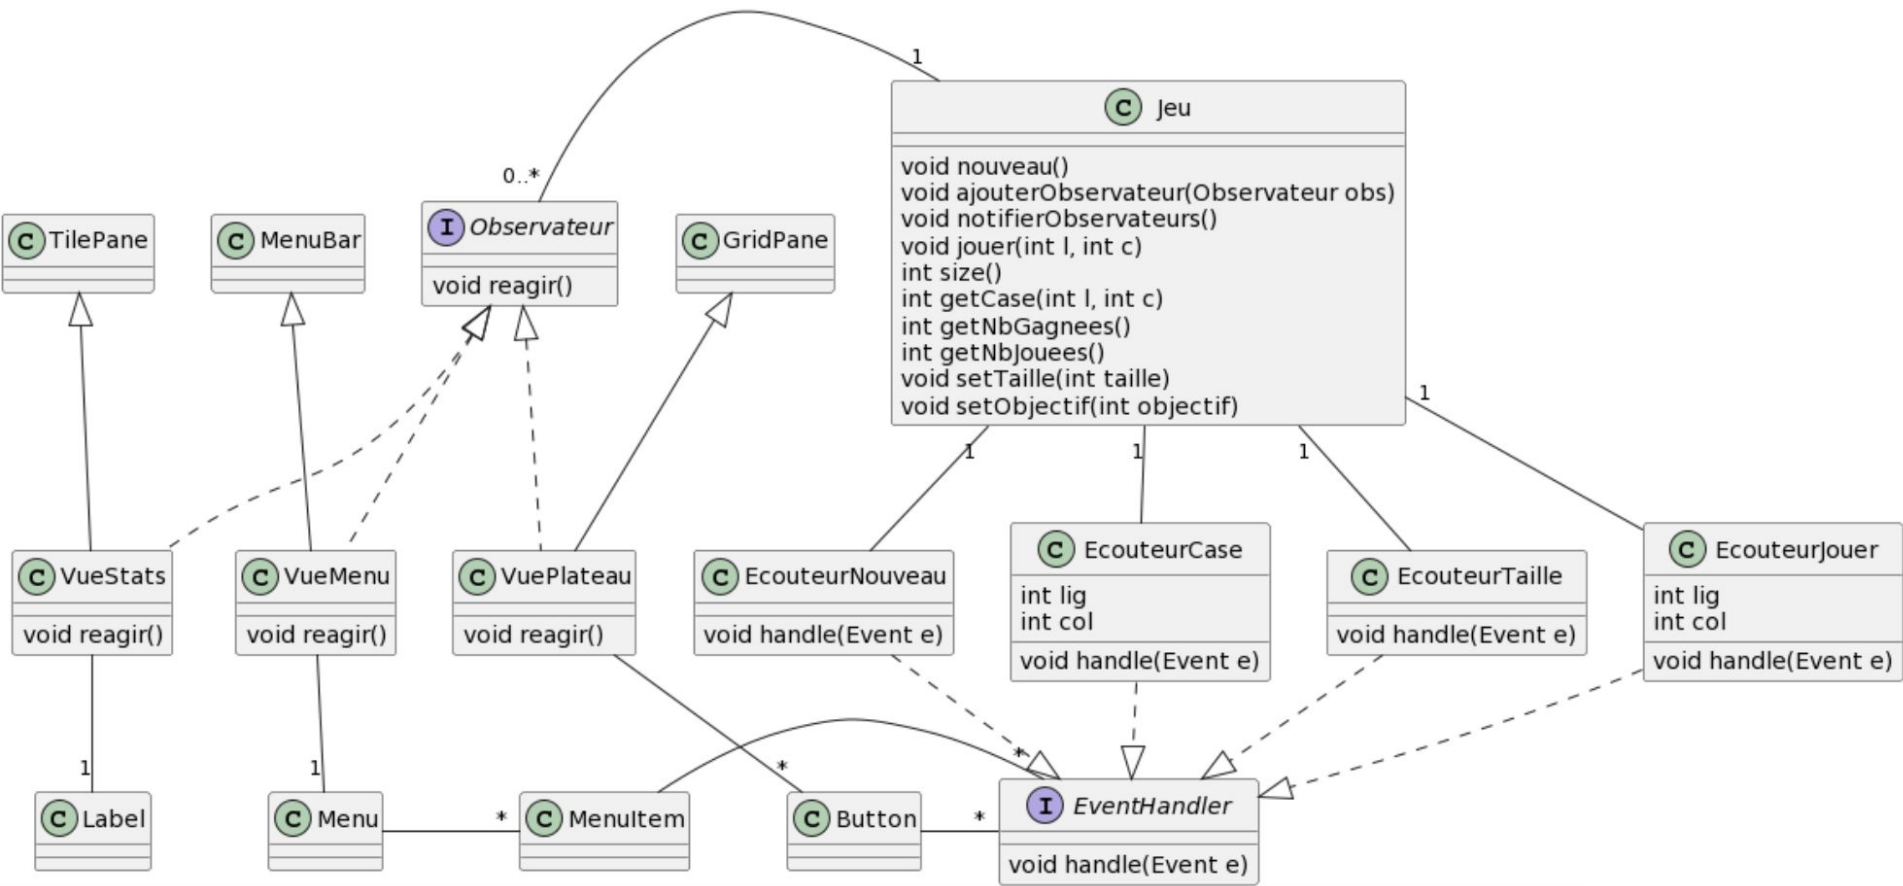 1
C Jeu
void nouveau()
void ajouterObservateur(Observateur obs)
void notifierObservateurs()
void jouer(int l, int c)
int size()
int getCase(int l, int c)
int getNbGagnees()
int getNbJouees()
void setTaille(int taille)
void setObjectif(int objectif)
0..*
C TilePane
C MenuBar
I Observateur
void reagir()
C GridPane
1
1
1
1
C VueStats
void reagir()
C VueMenu
void reagir()
C VuePlateau
void reagir()
C EcouteurNouveau
void handle(Event e)
C EcouteurCase
int lig
int col
void handle(Event e)
C EcouteurTaille
void handle(Event e)
C EcouteurJouer
int lig
int col
void handle(Event e)
1
1
*
*
C Label
C Menu
*
C MenuItem
C Button
*
I EventHandler
void handle(Event e)